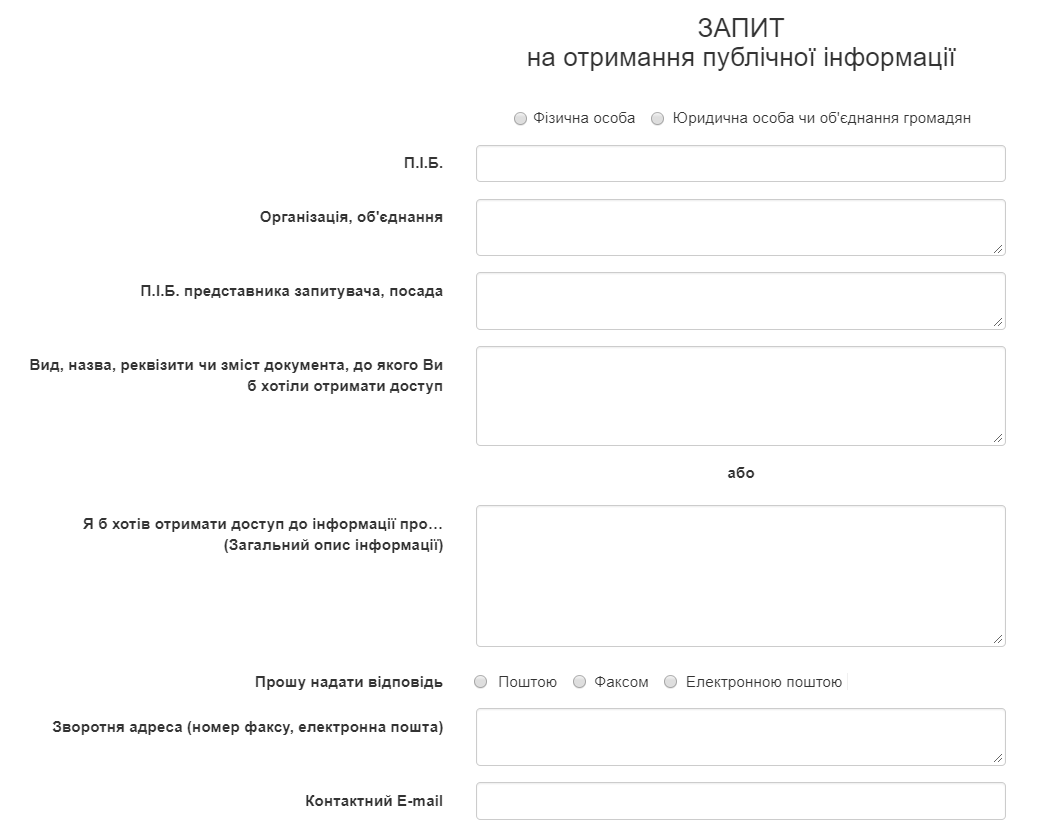 ЗАПИТ
на отримання публічної інформації
Фізична особа Юридична особа чи об'єднання громадян
П.І.Б.
Організація, об'єднання
П.І.Б. представника запитувача, посада
Вид, назва, реквізити чи зміст документа, до якого Ви
б хотіли отримати доступ
або
Я б хотів отримати доступ до інформації про...
(Загальний опис інформації)
Прошу надати відповідь Поштою Факсом Електронною поштою
Зворотня адреса (номер факсу, електронна пошта)
Контактний E-mail